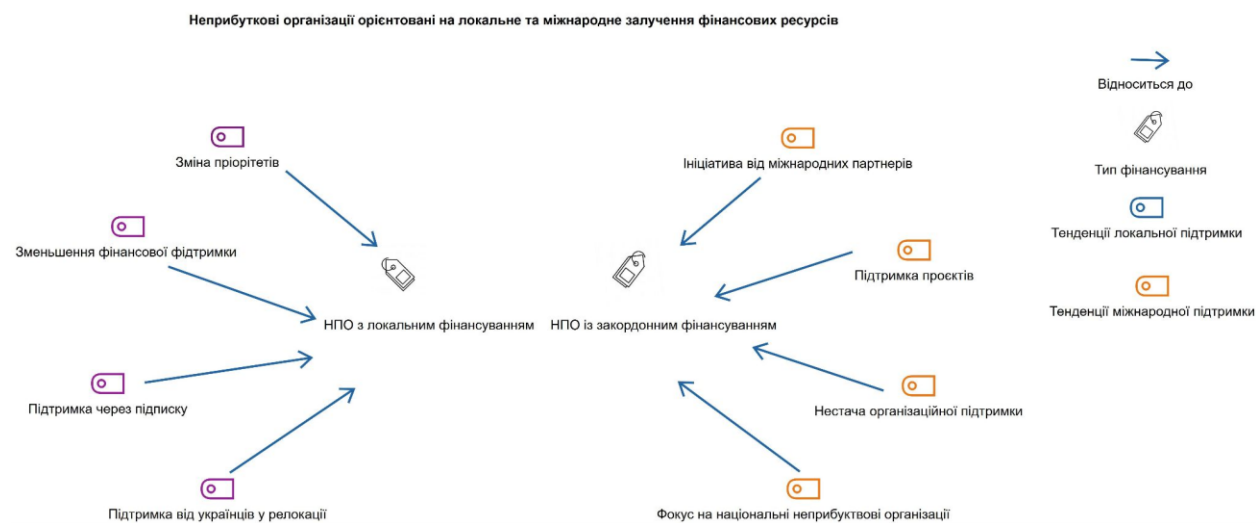 Неприбуткові організації орієнтовані на локальне та міжнародне залучення фінансових ресурсів
Відноситься до
Зміна пріорітетів
Ініціатива від міжнародних партнерів
Тип фінансування
Зменьшення фінансової фідтримки
Тенденції локальної підтримки
Підтримка проєктів
Тенденції міжнародної підтримки
НПО з локальним фінансуванням
НПО із закордонним фінансуванням
Підтримка через підписку
Нестача організаційної підтримки
Підтримка від українців у релокації
Фокус на національні неприбуктвові організації